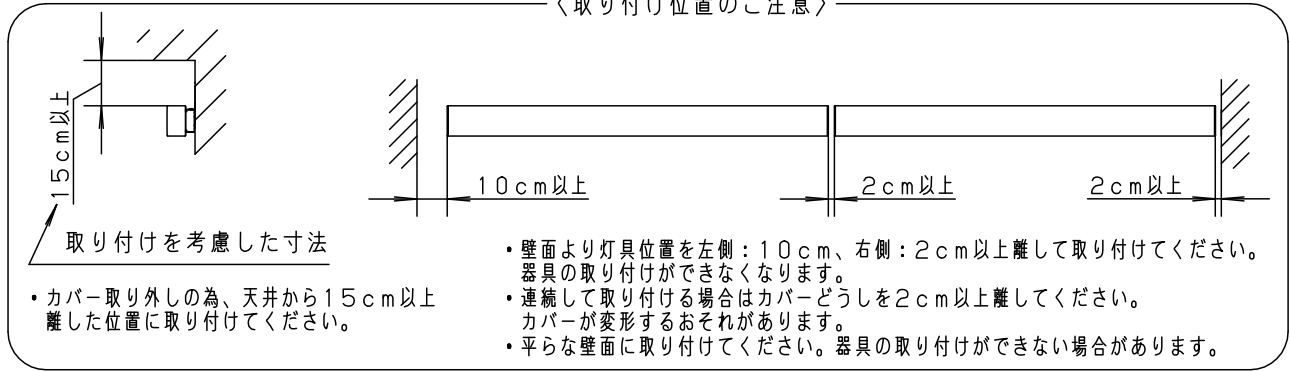 〈取り付け位置のご注意〉
15cm以上
取り付けを考慮した寸法
・カバー取り外しの為、天井から15cm以上
離した位置に取り付けてください。
10cm以上
2cm以上
2cm以上
・壁面より灯具位置を左側：10cm、右側：2cm以上離して取り付けてください。
器具の取り付けができなくなります。
・連続して取り付ける場合はカバーどうしを2cm以上離してください。
カバーが変形するおそれがあります。
・平らな壁面に取り付けてください。器具の取り付けができない場合があります。